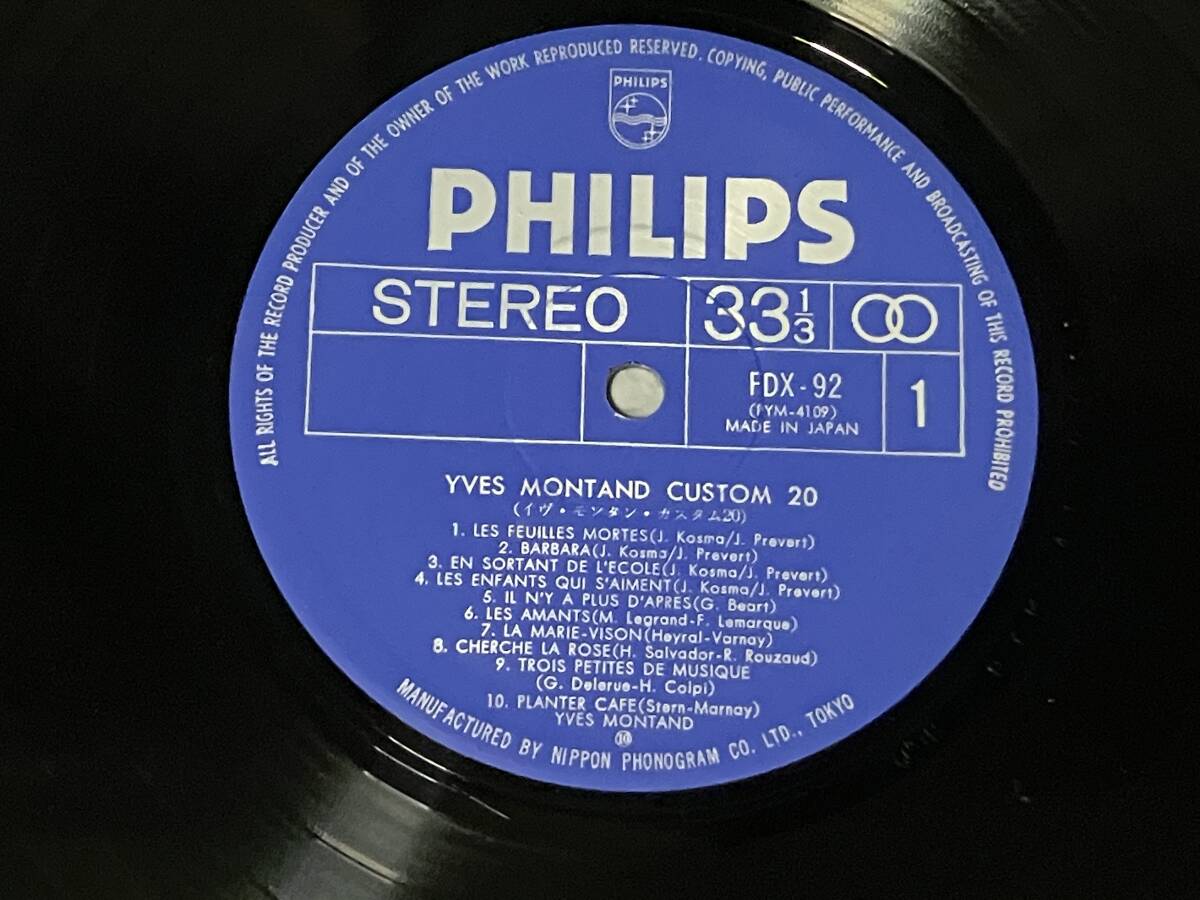 ALL RIGHTS OF THE RECORD PRODUCER AND OF THE OWNER OF THE WORK REPRODUCED RESERVED. COPYING, PUBLIC PERFORMANCE AND BROADCASTING OF THIS RECORD PROHIBITED
PHILIPS
PHILIPS
STEREO
33 1/3
FDX-92
(FYM-4109)
MADE IN JAPAN
1
YVES MONTAND CUSTOM 20
(イヴ・モンタン・カスタム20)
1. LES FEUILLES MORTES(J. Kosma/J. Prevert)
2. BARBARA(J. Kosma/J. Prevert)
3. EN SORTANT DE L'ECOLE(J. Kosma/J. Prevert)
4. LES ENFANTS QUI S'AIMENT(J. Kosma/J. Prevert)
5. IL N'Y A PLUS D'APRES(G. Beart)
6. LES AMANTS(M. Legrand-F. Lemarque)
7. LA MARIE-VISON(Heyral-Varnay)
8. CHERCHE LA ROSE(H. Salvador-R. Rouzaud)
9. TROIS PETITES DE MUSIQUE
(G. Delerue-H. Colpi)
10. PLANTER CAFE(Stern-Marnay)
YVES MONTAND
⑩
MANUFACTURED BY NIPPON PHONOGRAM CO. LTD., TOKYO